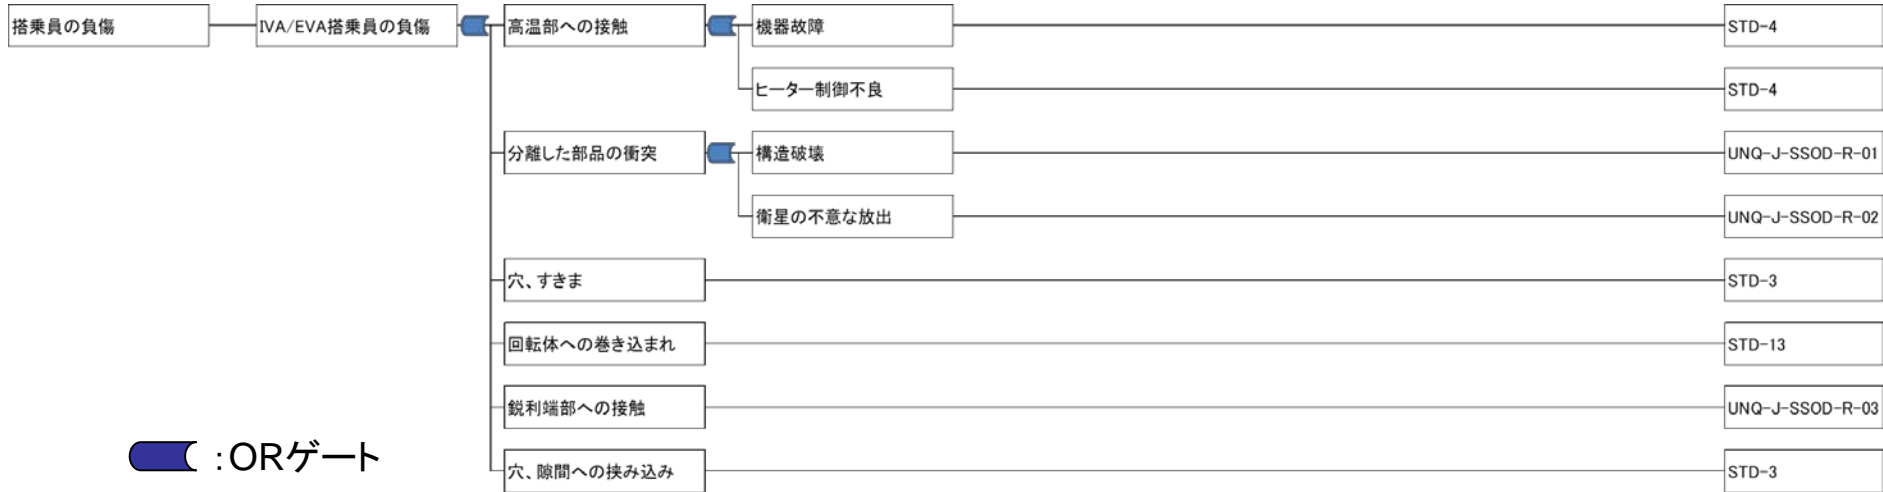 搭乗員の負傷
IVA/EVA搭乗員の負傷
高温部への接触
機器故障
STD-4
ヒーター制御不良
STD-4
分離した部品の衝突
構造破壊
UNQ-J-SSOD-R-01
衛星の不意な放出
UNQ-J-SSOD-R-02
穴、すきま
STD-3
回転体への巻き込まれ
STD-13
鋭利端部への接触
UNQ-J-SSOD-R-03
:ORゲート
穴、隙間への挟み込み
STD-3